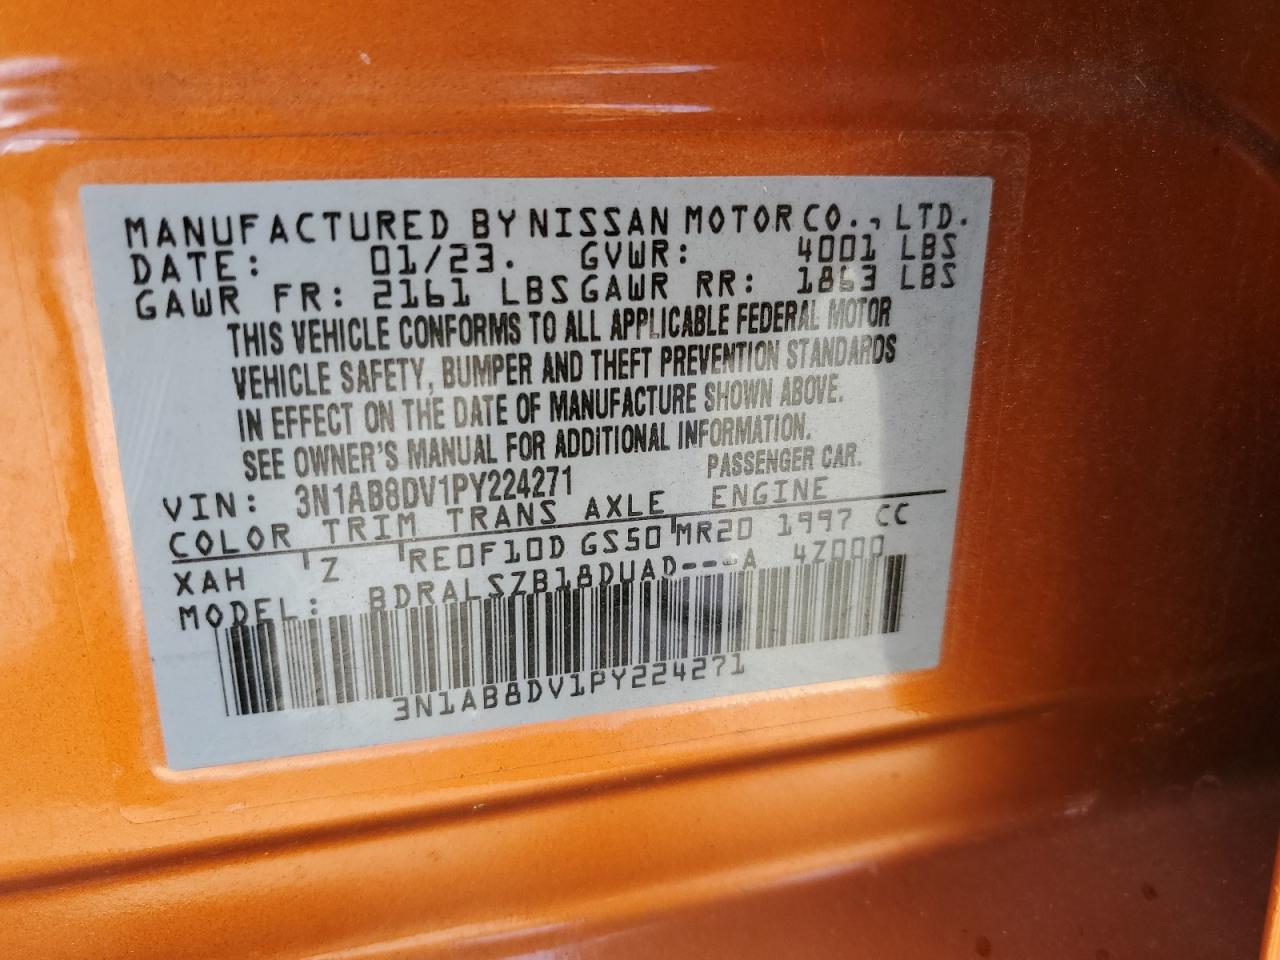 MANUFACTURED BY NISSAN MOTOR CO., LTD.
DATE: 01/23. GVWR: 4001 LBS
GAWR FR: 2161 LBS GAWR RR: 1863 LBS
THIS VEHICLE CONFORMS TO ALL APPLICABLE FEDERAL MOTOR
VEHICLE SAFETY, BUMPER AND THEFT PREVENTION STANDARDS
IN EFFECT ON THE DATE OF MANUFACTURE SHOWN ABOVE.
SEE OWNER'S MANUAL FOR ADDITIONAL INFORMATION.
VIN: 3N1AB8DV1PY224271 PASSENGER CAR.
COLOR TRIM TRANS AXLE ENGINE
XAH Z RE0F10D GS50 MR20 1997 CC
MODEL: BDRALSZB18DUAD---A 4Z000
3N1AB8DV1PY224271